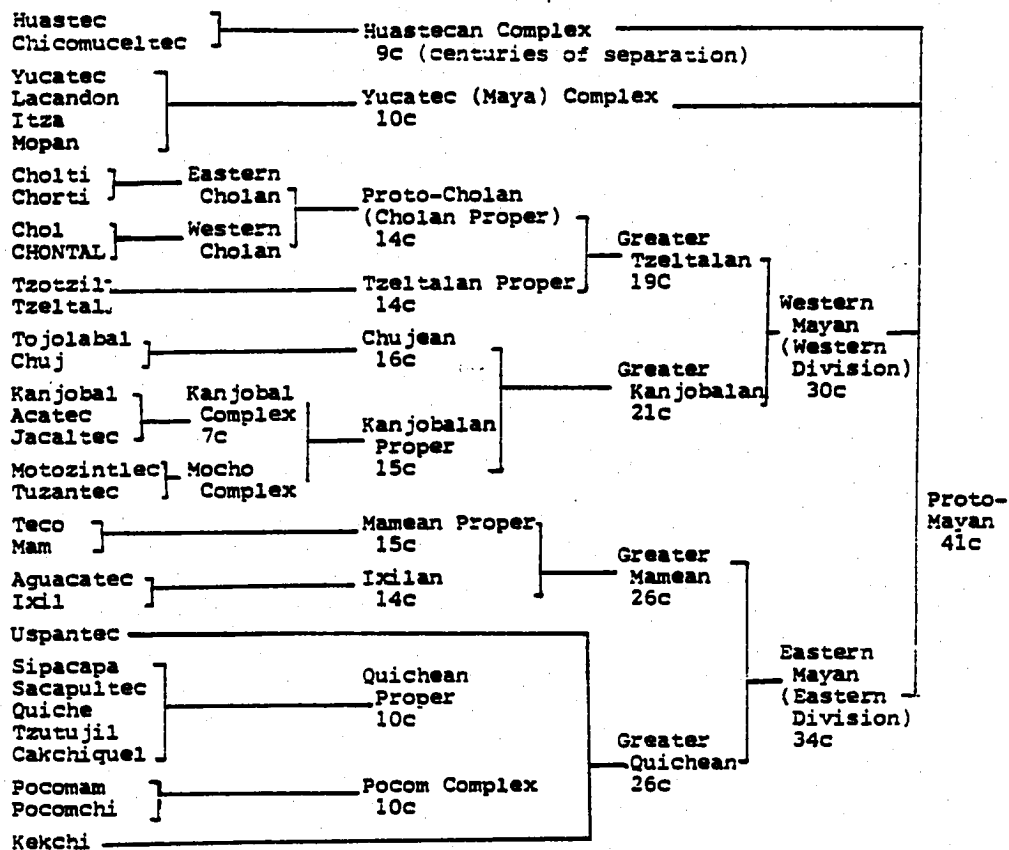 Huastec
Chicomuceltec
Huastecan Complex
9c (centuries of separation)
Yucatec
Lacandon
Itza
Mopan
Yucatec (Maya) Complex
10c
Cholti
Chorti
Eastern
Cholan
Chol
CHONTAL
Western
Cholan
Proto-Cholan
(Cholan Proper)
14c
Tzotzil
Tzeltal
Tzeltalan Proper
14c
Greater
Tzeltalan
19C
Tojolabal
Chuj
Chujean
16c
Kanjobal
Acatec
Jacaltec
Kanjobal
Complex
7c
Motozintlec
Tuzantec
Mocho
Complex
Kanjobalan
Proper
15c
Greater
Kanjobalan
21c
Western
Mayan
(Western
Division)
30c
Teco
Mam
Mamean Proper
15c
Aguacatec
Ixil
Ixilan
14c
Greater
Mamean
26c
Uspantec
Sipacapa
Sacapultec
Quiche
Tzutujil
Cakchiquel
Quichean
Proper
10c
Pocomam
Pocomchi
Pocom Complex
10c
Kekchi
Greater
Quichean
26c
Eastern
Mayan
(Eastern
Division)
34c
Proto-
Mayan
41c